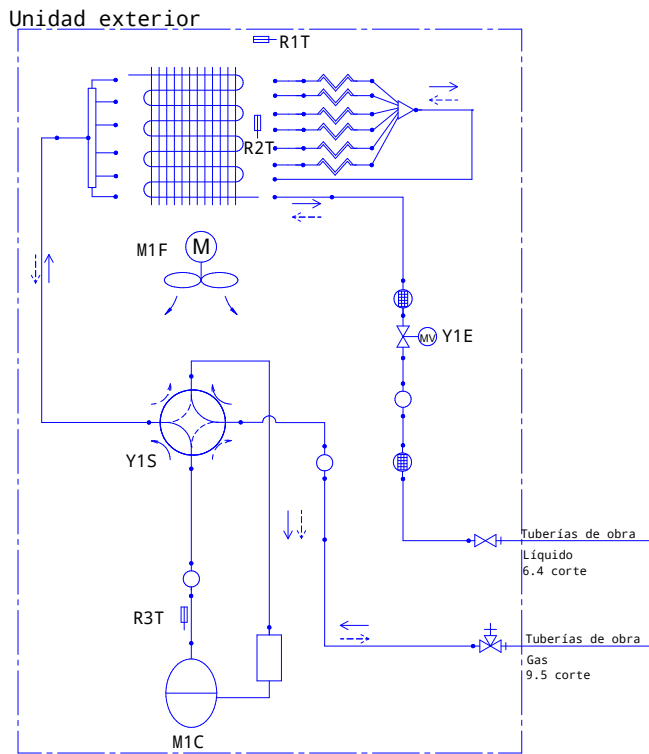 Unidad exterior
R1T
R2T
M1F
M
MV
Y1E
Y1S
Tuberías de obra
Líquido
6.4 corte
R3T
Tuberías de obra
Gas
9.5 corte
M1C